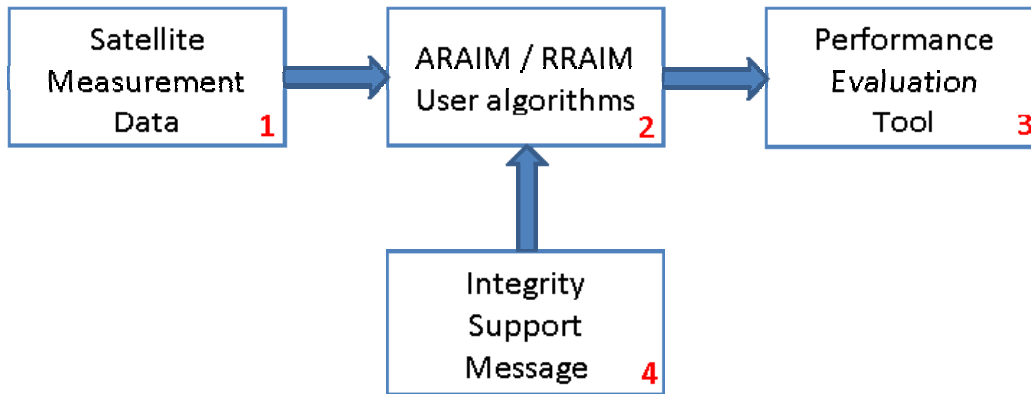 Satellite
Measurement
Data
1
ARAIM / RRAIM
User algorithms
2
Performance
Evaluation
Tool
3
Integrity
Support
Message
4